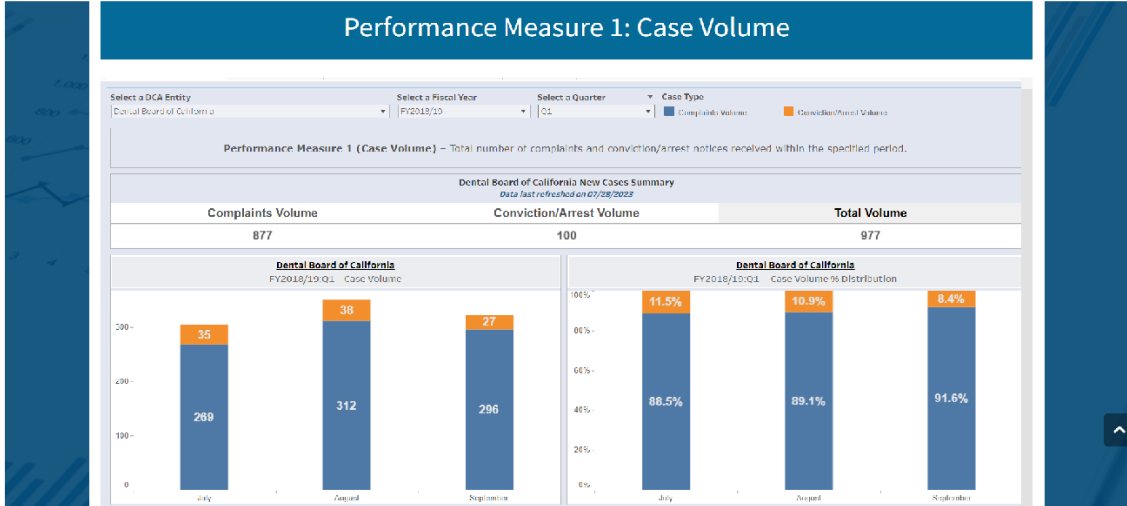 Performance Measure 1: Case Volume
Select a DCA Entity
Select a Fiscal Year
Select a Quarter
Case Type
Dental Board of California
FY2018/19
Q1
Complaints Volume
Conviction/Arrest Volume
Performance Measure 1 (Case Volume) – Total number of complaints and conviction/arrest notices received within the specified period.
Dental Board of California New Cases Summary
Data last refreshed on 07/28/2023
Complaints Volume Conviction/Arrest Volume Total Volume
877 100 977
Dental Board of California
FY2018/19:Q1 Case Volume
300
200
100
0
35
269
38
312
27
296
July August September
Dental Board of California
FY2018/19:Q1 Case Volume % Distribution
100%
80%
60%
40%
20%
0%
11.5%
88.5%
10.9%
89.1%
8.4%
91.6%
July August September